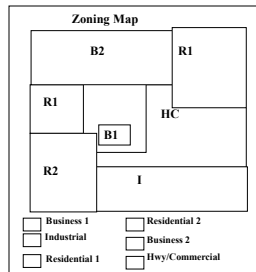 Zoning Map
B2
R1
R1
HC
B1
R2
I
Business 1
Residential 2
Industrial
Business 2
Residential 1
Hwy/Commercial